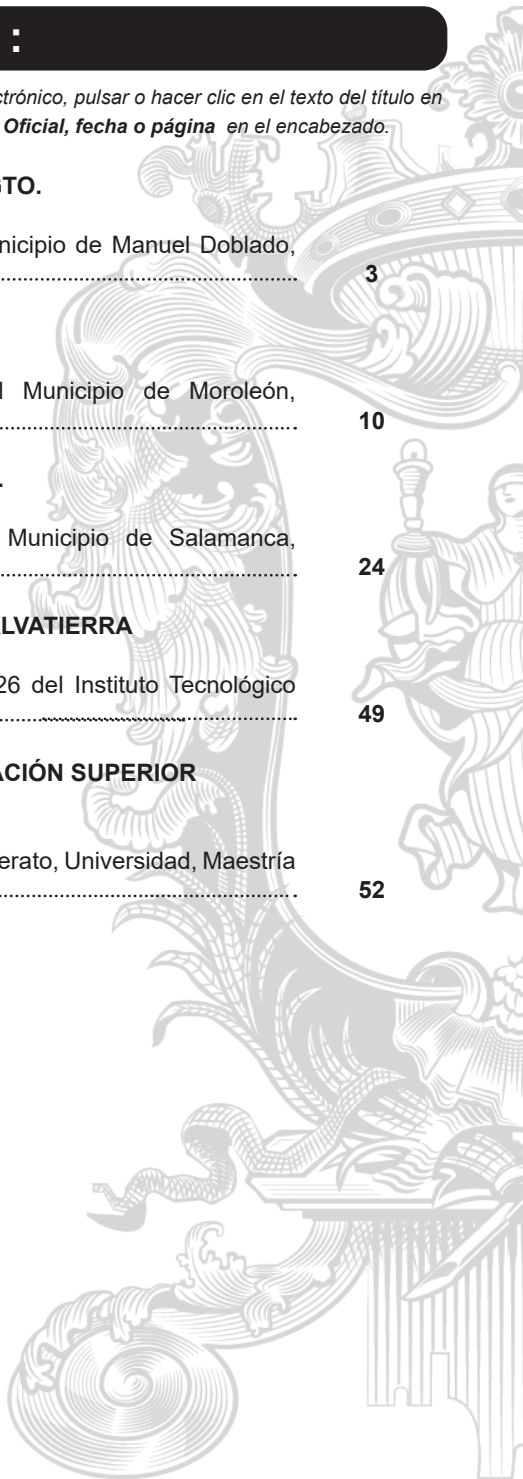 :
ctrónico, pulsar o hacer clic en el texto del título en
Oficial, fecha o página en el encabezado.
GTO.
nicipio de Manuel Doblado,
3
l Municipio de Moroleón,
10
.
Municipio de Salamanca,
24
ALVATIERRA
26 del Instituto Tecnológico
49
ACIÓN SUPERIOR
erato, Universidad, Maestría
52